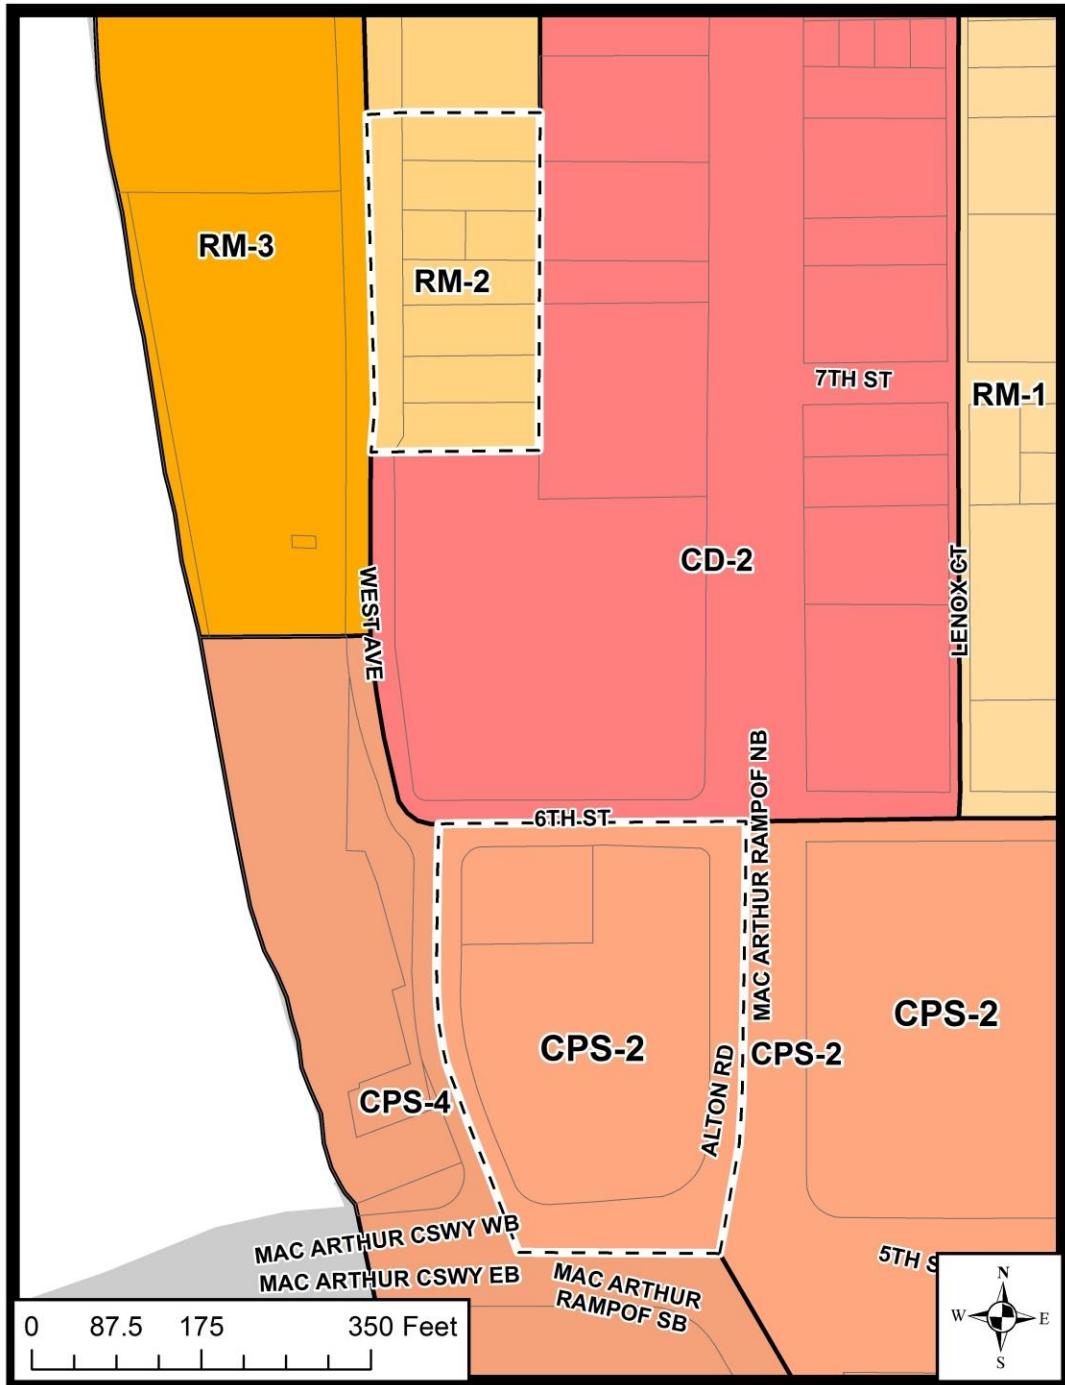 RM-3
RM-2
7TH ST
RM-1
CD-2
WEST AVE
LENOX CT
6TH ST
MAC ARTHUR RAMPOF NB
CPS-2
CPS-2
CPS-2
ALTON RD
CPS-4
MAC ARTHUR CSWY WB
MAC ARTHUR CSWY EB
MAC ARTHUR
RAMPOF SB
5TH S
0 87.5 175 350 Feet
N
W E
S